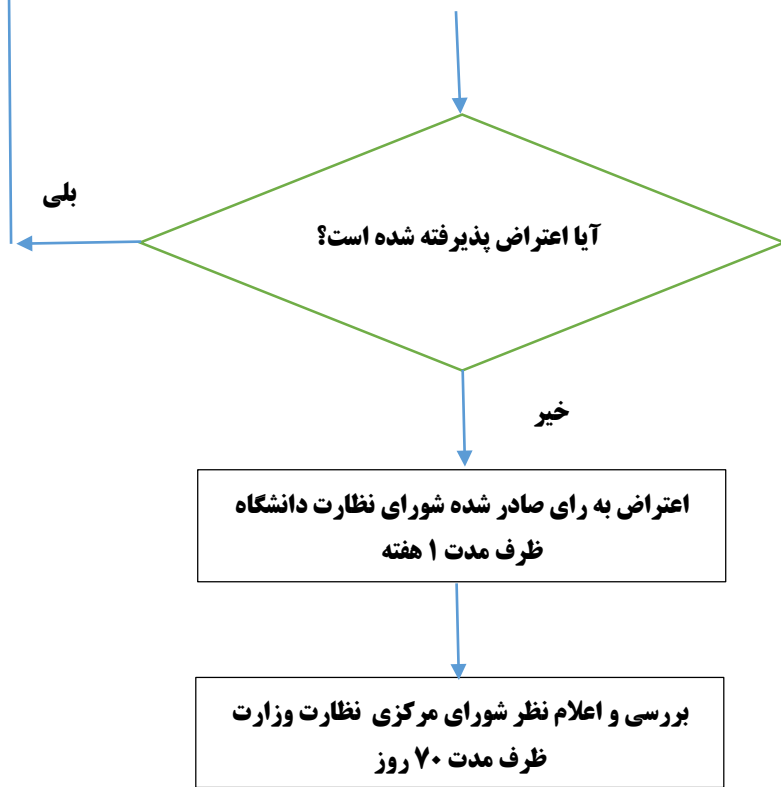 بلی
آیا اعتراض پذیرفته شده است؟
خیر
اعتراض به رای صادر شده شورای نظارت دانشگاه
ظرف مدت ۱ هفته
بررسی و اعلام نظر شورای مرکزی نظارت وزارت
ظرف مدت ۷۰ روز